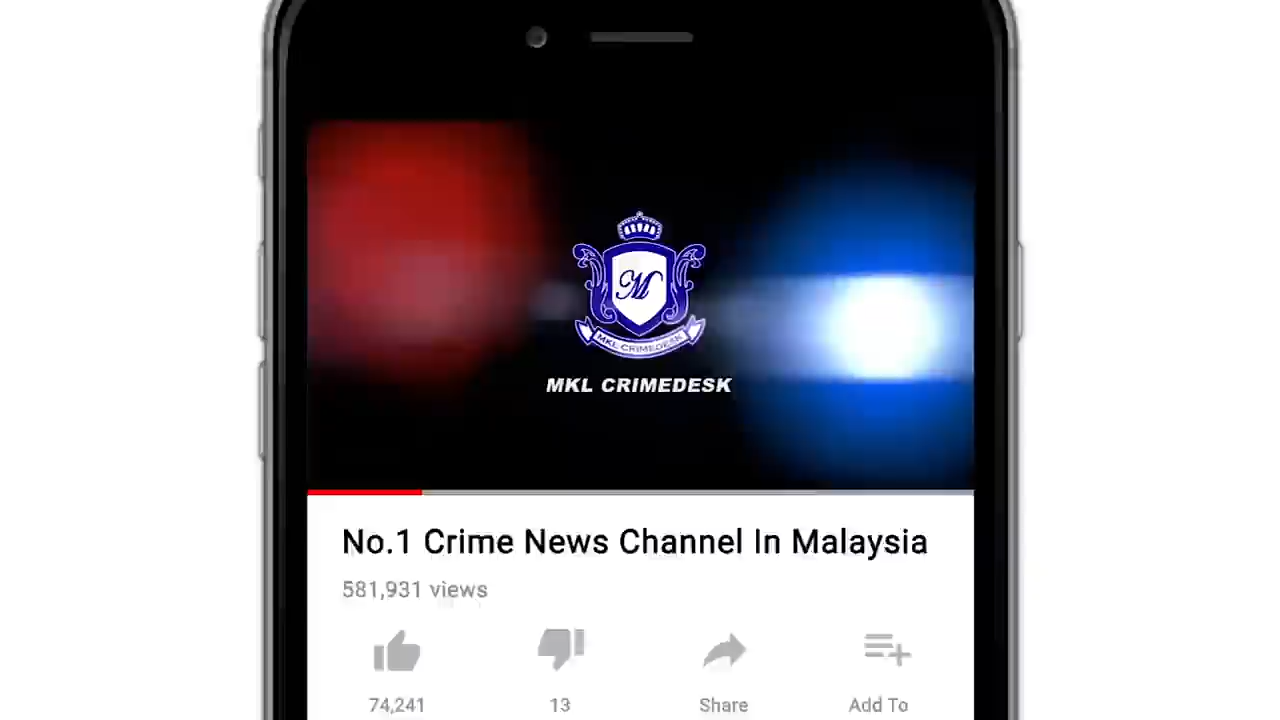 M
MKL CRIMEDESK
MKL CRIMEDESK
No.1 Crime News Channel In Malaysia
581,931 views
74,241
13
Share
Add To